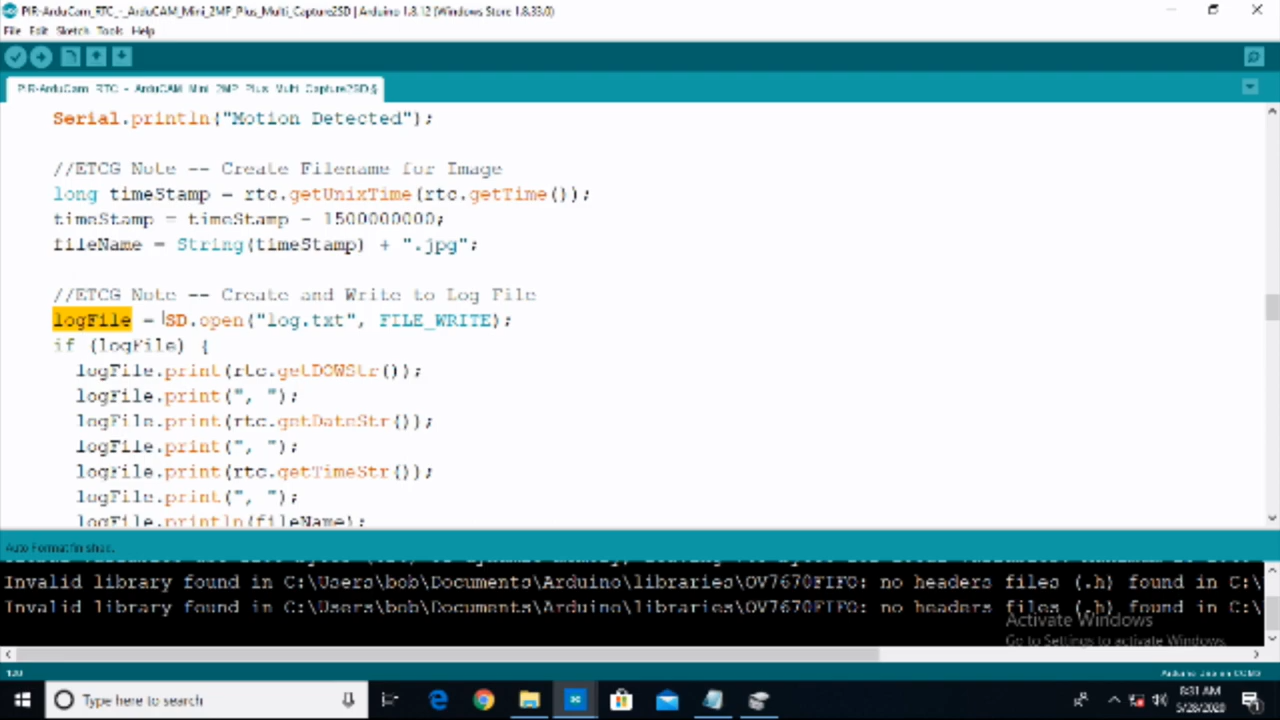 PIR-ArduCam_RTC_-_ArduCAM_Mini_2MP_Plus_Multi_Capture2SD | Arduino 1.8.12 (Windows Store 1.8.33.0)
File Edit Sketch Tools Help
PIR-ArduCam_RTC_-_ArduCAM_Mini_2MP_Plus_Multi_Capture2SD §
Serial.println("Motion Detected");
//ETCG Note -- Create Filename for Image
long timeStamp = rtc.getUnixTime(rtc.getTime());
timeStamp = timeStamp - 1500000000;
fileName = String(timeStamp) + ".jpg";
//ETCG Note -- Create and Write to Log File
logFile = SD.open("log.txt", FILE_WRITE);
if (logFile) {
logFile.print(rtc.getDOWStr());
logFile.print(", ");
logFile.print(rtc.getDateStr());
logFile.print(", ");
logFile.print(rtc.getTimeStr());
logFile.print(", ");
logFile.println(fileName);
Auto Format finished.
Invalid library found in C:\Users\bob\Documents\Arduino\libraries\OV7670FIFO: no headers files (.h) found in C:\
Invalid library found in C:\Users\bob\Documents\Arduino\libraries\OV7670FIFO: no headers files (.h) found in C:\
Activate Windows
Go to Settings to activate Windows.
Type here to search
8:31 AM
5/28/2020